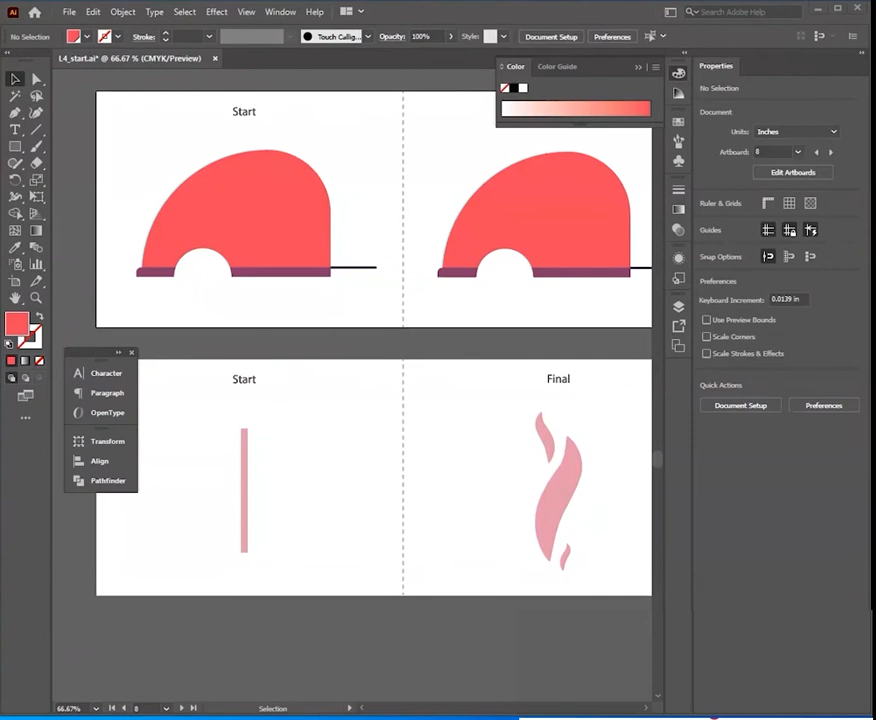 Ai File Edit Object Type Select Effect View Window Help Search Adobe Help
No Selection Stroke: Touch Callig... Opacity: 100% Style: Document Setup Preferences
L4_start.ai* @ 66.67 % (CMYK/Preview)
Color Color Guide
Properties
No Selection
Document
Units: Inches
Artboard: 8
Edit Artboards
Ruler & Grids
Guides
Snap Options
Preferences
Keyboard Increment: 0.0139 in
Use Preview Bounds
Scale Corners
Scale Strokes & Effects
Quick Actions
Document Setup Preferences
Start
Start
Final
Character
Paragraph
OpenType
Transform
Align
Pathfinder
66.67% 8 Selection